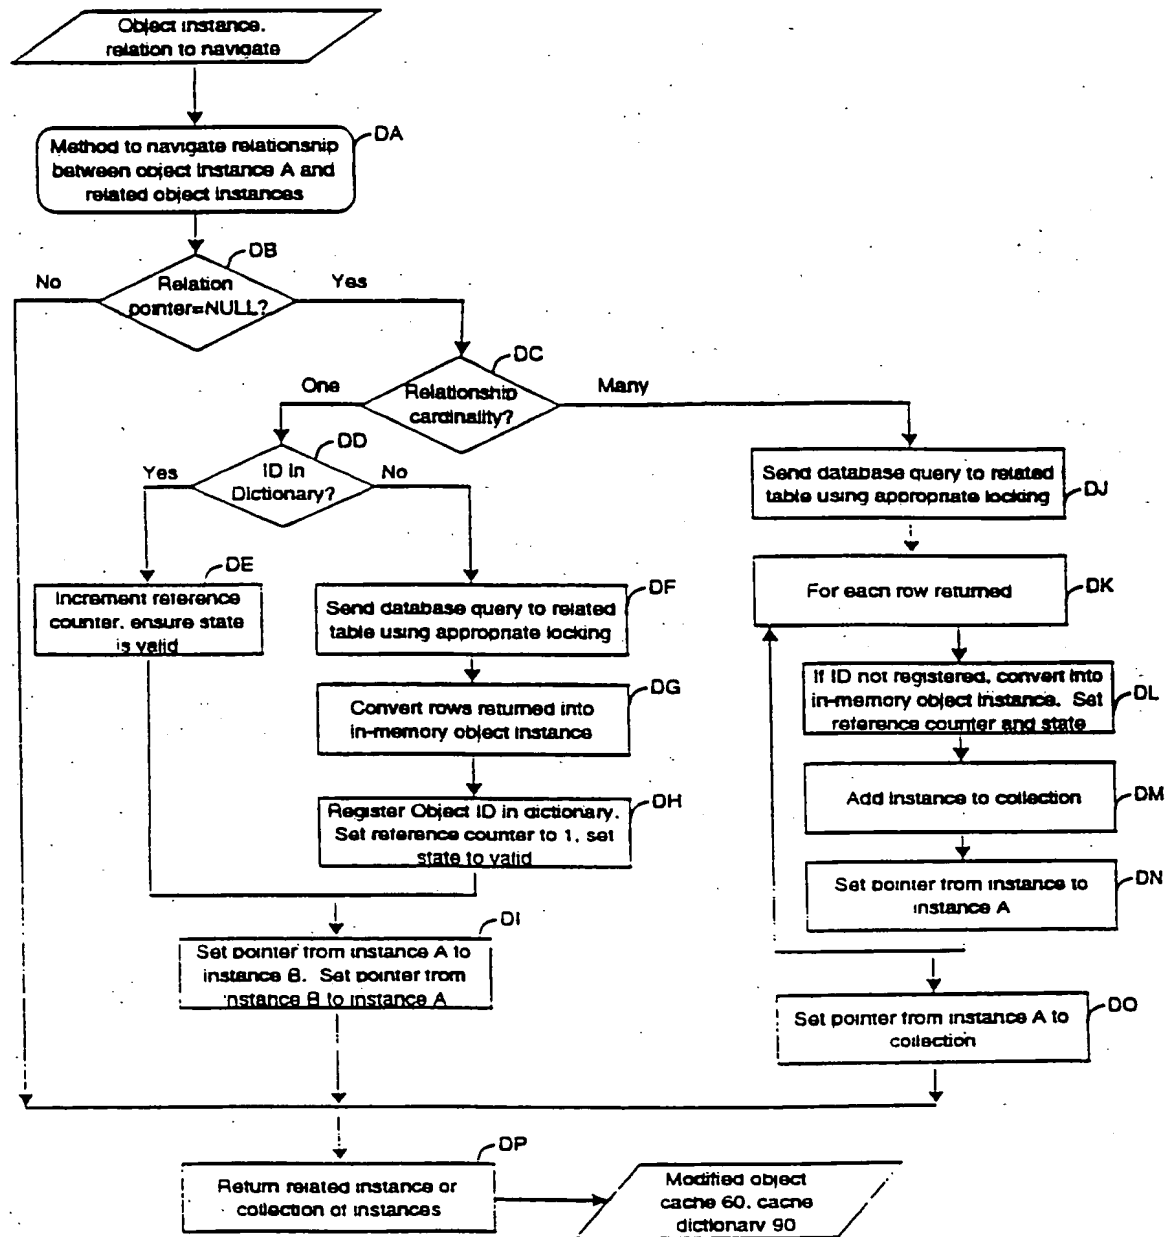 Object instance,
relation to navigate
DA
Method to navigate relationship
between object instance A and
related object instances
DB
No
Relation
pointer=NULL?
Yes
DC
One
Relationship
cardinality?
Many
DD
Yes
ID in
Dictionary?
No
Send database query to related
table using appropriate locking
DJ
DE
Increment reference
counter, ensure state
is valid
DF
Send database query to related
table using appropriate locking
For each row returned
DK
DG
Convert rows returned into
in-memory object instance
If ID not registered, convert into
in-memory object instance. Set
reference counter and state
DL
DH
Register Object ID in dictionary.
Set reference counter to 1, set
state to valid
Add instance to collection
DM
Set pointer from instance to
instance A
DN
DI
Set pointer from instance A to
instance B. Set pointer from
instance B to instance A
Set pointer from instance A to
collection
DO
DP
Return related instance or
collection of instances
Modified object
cache 60, cache
dictionary 90